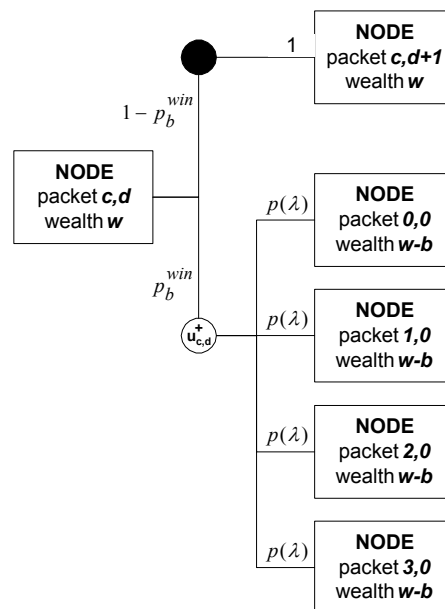 NODE
packet c,d+1
wealth w
1
1 − p_b^win
NODE
packet c,d
wealth w
p_b^win
u⁺c,d
p(λ)
NODE
packet 0,0
wealth w-b
p(λ)
NODE
packet 1,0
wealth w-b
p(λ)
NODE
packet 2,0
wealth w-b
p(λ)
NODE
packet 3,0
wealth w-b